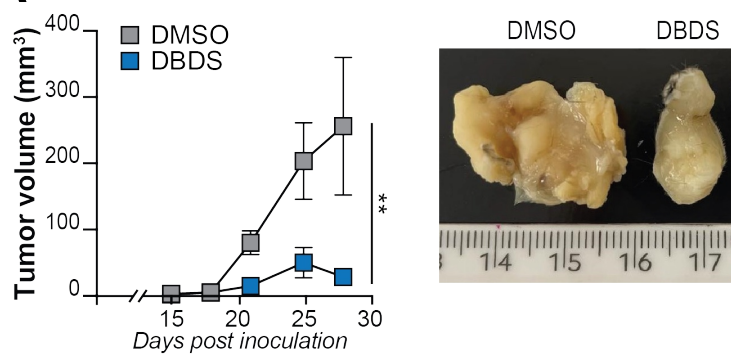 DMSO
DBDS
Tumor volume (mm³)
400
300
200
100
0
15
20
25
30
Days post inoculation
**
DMSO
DBDS
14
15
16
17